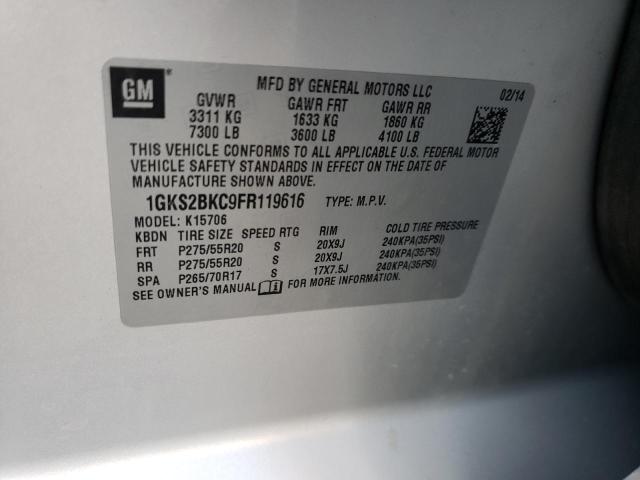 GM
MFD BY GENERAL MOTORS LLC 02/14
GVWR GAWR FRT GAWR RR
3311 KG 1633 KG 1860 KG
7300 LB 3600 LB 4100 LB
THIS VEHICLE CONFORMS TO ALL APPLICABLE U.S. FEDERAL MOTOR
VEHICLE SAFETY STANDARDS IN EFFECT ON THE DATE OF
MANUFACTURE SHOWN ABOVE.
1GKS2BKC9FR119616 TYPE: M.P.V.
MODEL: K15706
KBDN TIRE SIZE SPEED RTG RIM COLD TIRE PRESSURE
FRT P275/55R20 S 20X9J 240KPA(35PSI)
RR P275/55R20 S 20X9J 240KPA(35PSI)
SPA P265/70R17 S 17X7.5J 240KPA(35PSI)
SEE OWNER'S MANUAL FOR MORE INFORMATION.